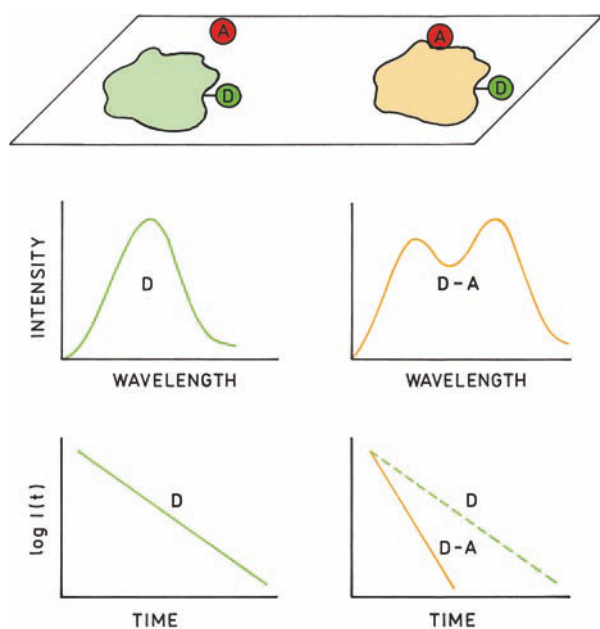 A
D
A
D
INTENSITY
D
WAVELENGTH
D-A
WAVELENGTH
log I(t)
D
TIME
D
D-A
TIME